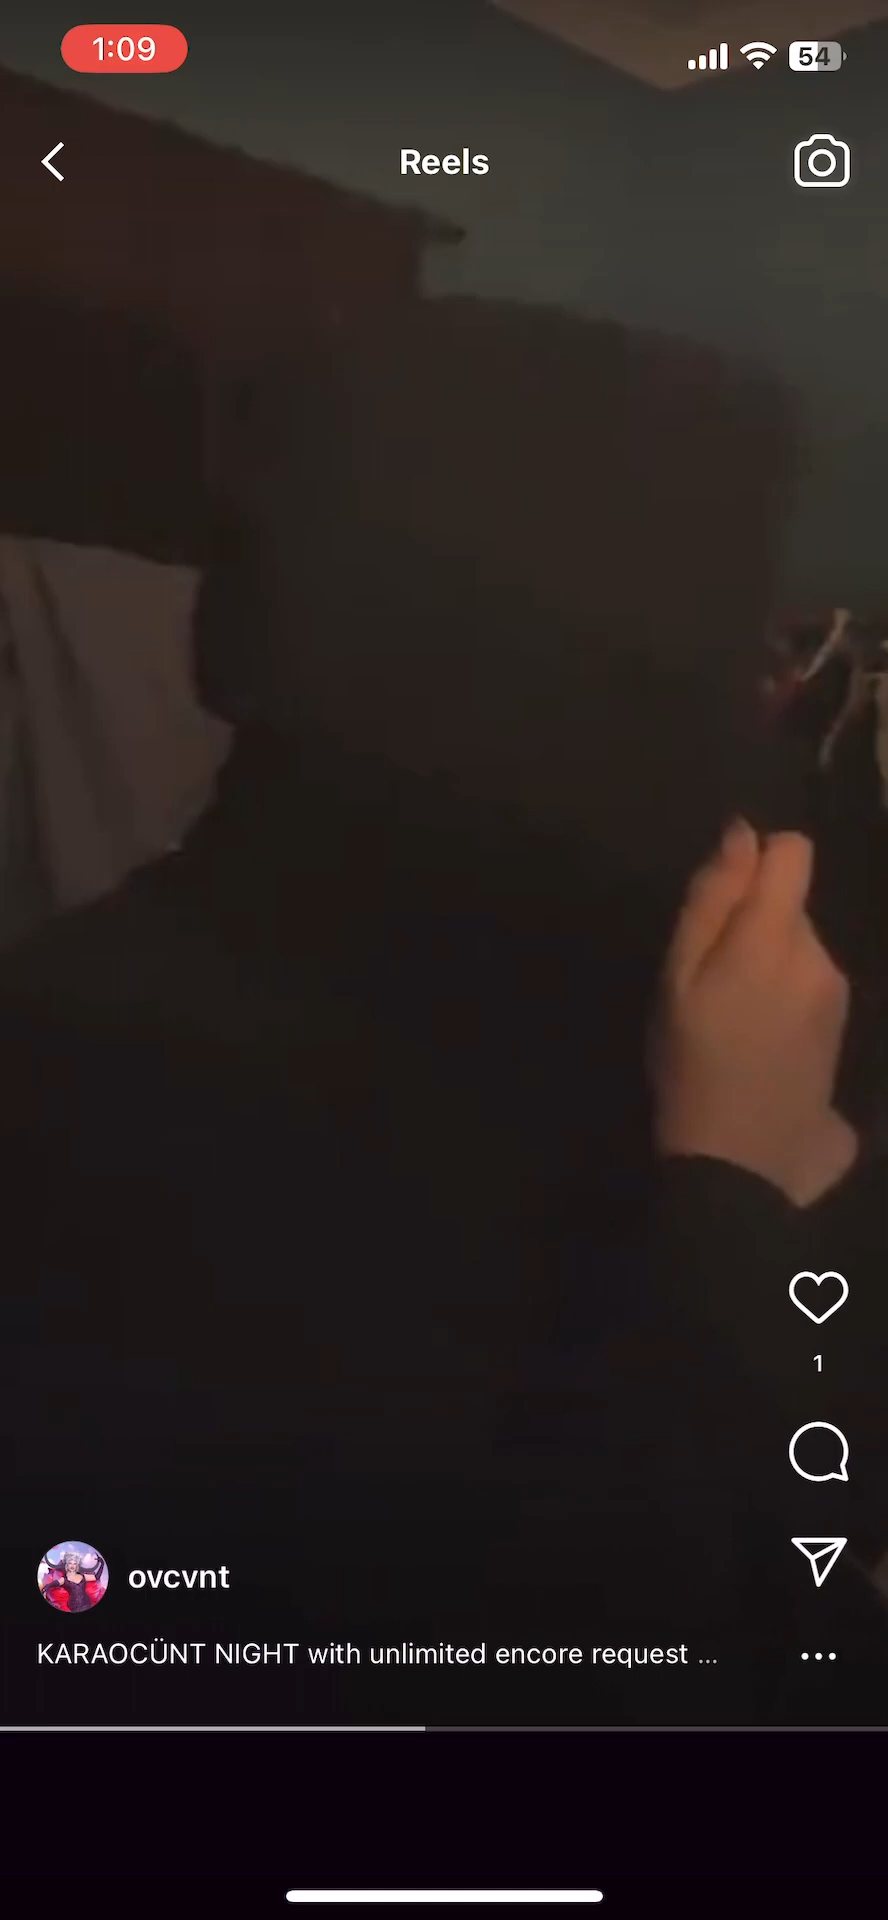 1:09
54
Reels
1
ovcvnt
KARAOCÜNT NIGHT with unlimited encore request ...